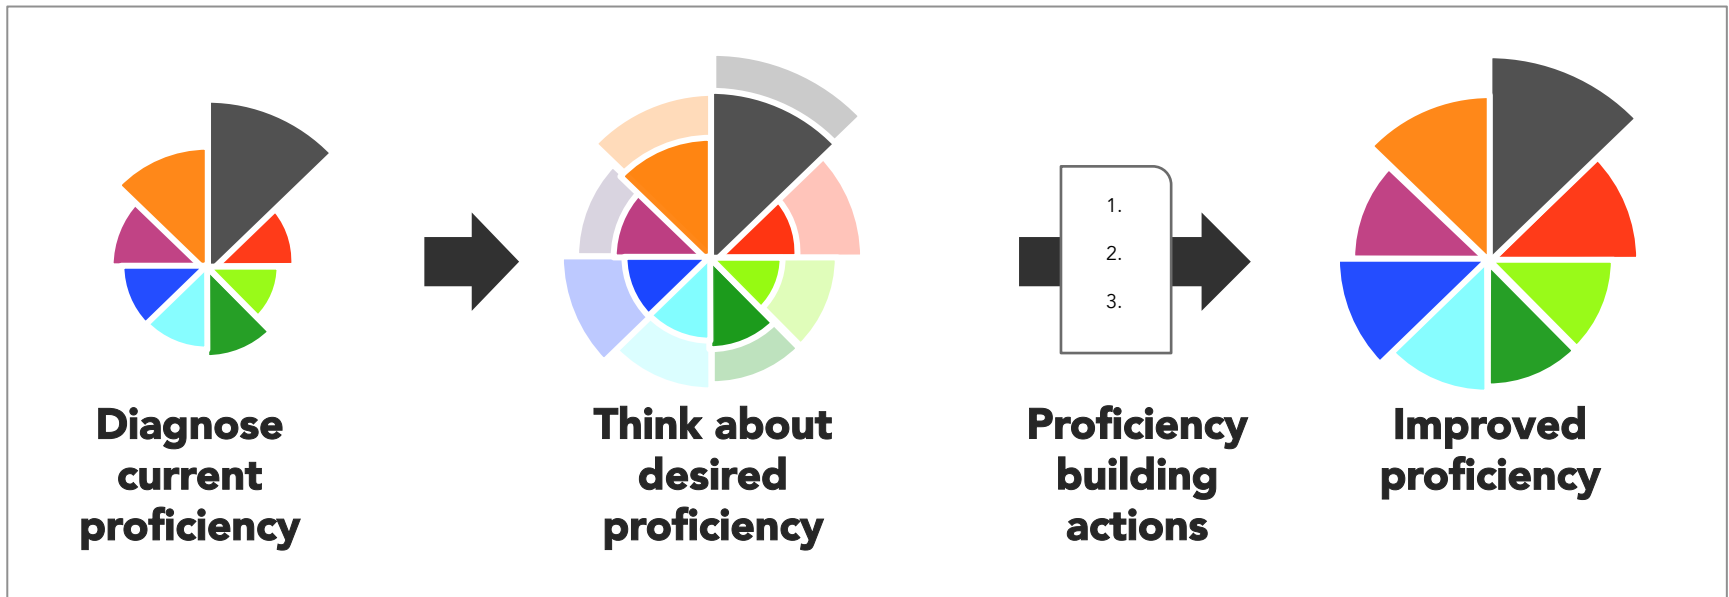 Diagnose
current
proficiency
Think about
desired
proficiency
1.
2.
3.
Proficiency
building
actions
Improved
proficiency